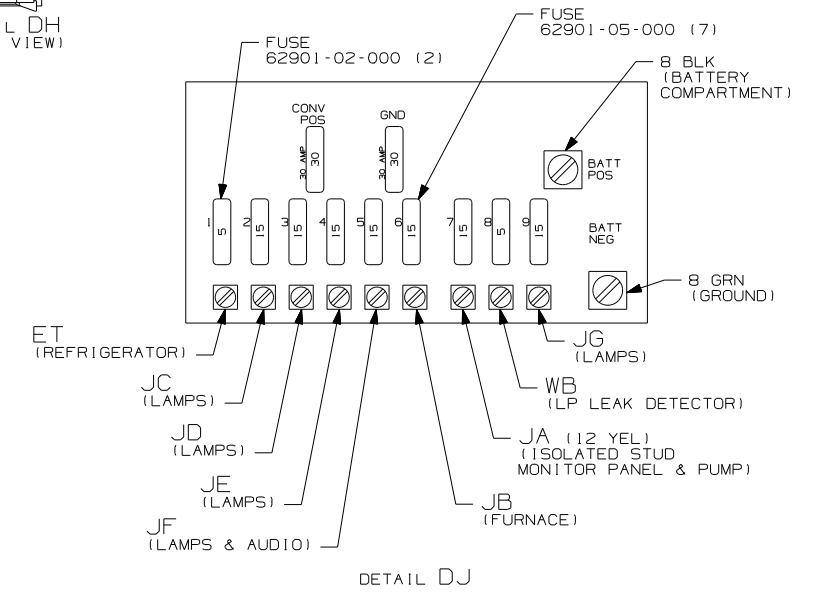 L DH
VIEW)
FUSE
62901-02-000 (2)
FUSE
62901-05-000 (7)
8 BLK
(BATTERY
COMPARTMENT)
CONV
POS
GND
30 AMP
30
30 AMP
30
BATT
POS
1
5
2
15
3
15
4
15
5
15
6
15
7
15
8
5
9
15
BATT
NEG
8 GRN
(GROUND)
ET
(REFRIGERATOR)
JC
(LAMPS)
JD
(LAMPS)
JE
(LAMPS)
JF
(LAMPS & AUDIO)
JG
(LAMPS)
WB
(LP LEAK DETECTOR)
JA (12 YEL)
(ISOLATED STUD
MONITOR PANEL & PUMP)
JB
(FURNACE)
DETAIL DJ